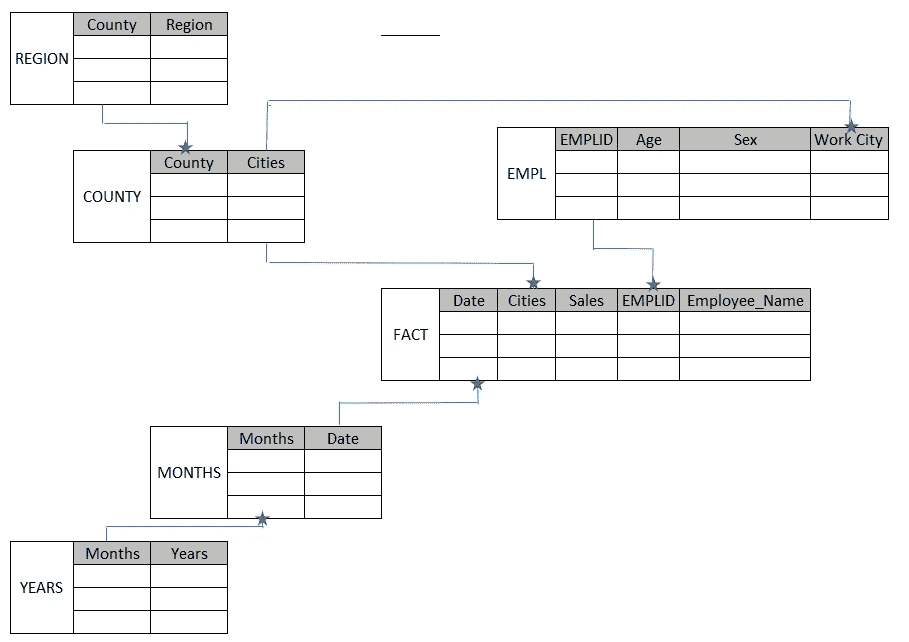 County Region
REGION
County Cities
COUNTY
EMPLID Age Sex Work City
EMPL
Date Cities Sales EMPLID Employee_Name
FACT
Months Date
MONTHS
Months Years
YEARS